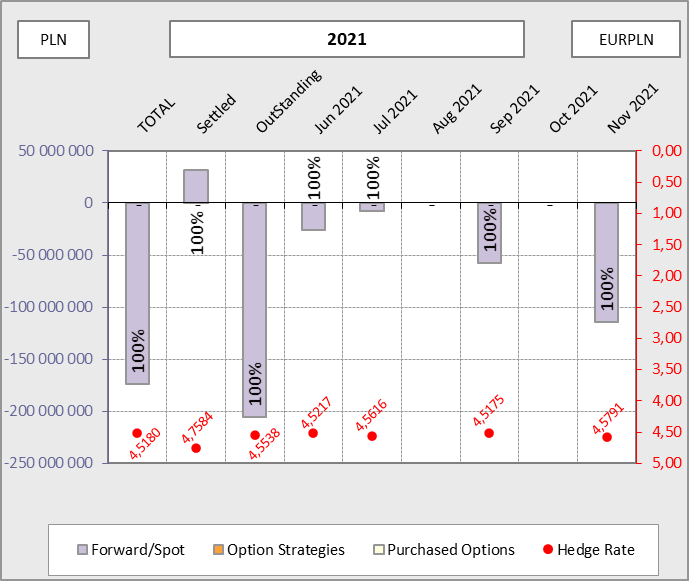 PLN
2021
EURPLN
TOTAL
Settled
OutStanding
Jun 2021
Jul 2021
Aug 2021
Sep 2021
Oct 2021
Nov 2021
50 000 000
0
-50 000 000
-100 000 000
-150 000 000
-200 000 000
-250 000 000
0,00
0,50
1,00
1,50
2,00
2,50
3,00
3,50
4,00
4,50
5,00
100%
100%
100%
100%
100%
100%
100%
4,5180
4,7584
4,5538
4,5217
4,5616
4,5175
4,5791
Forward/Spot
Option Strategies
Purchased Options
Hedge Rate